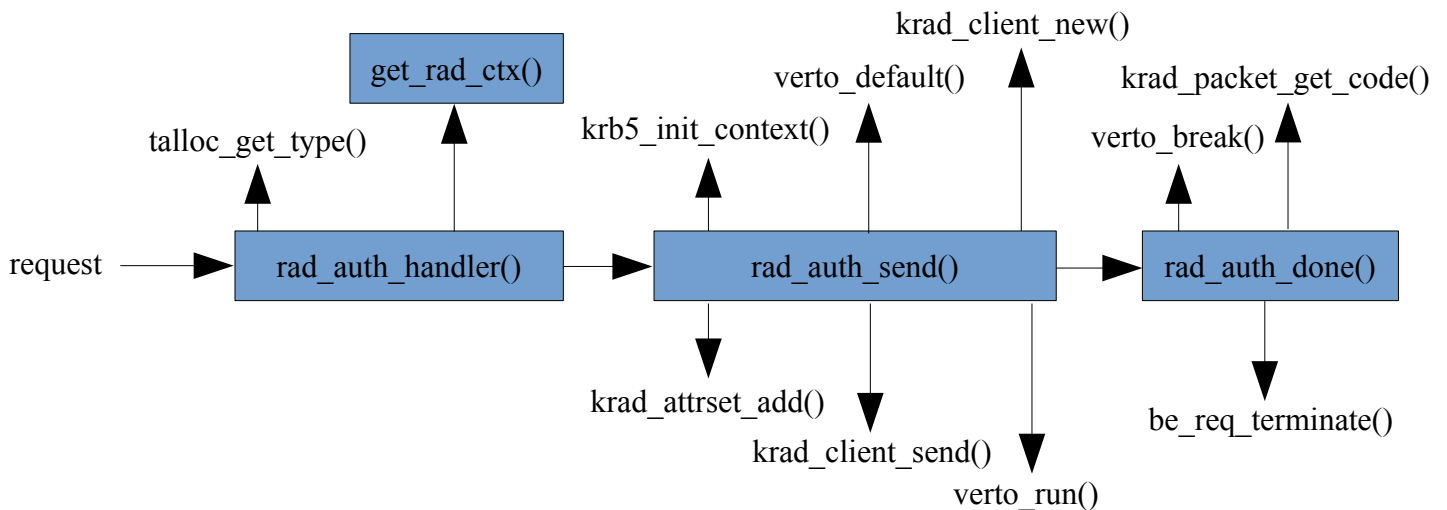 krad_client_new()
get_rad_ctx()
verto_default()
krad_packet_get_code()
krb5_init_context()
talloc_get_type()
verto_break()
request
rad_auth_handler()
rad_auth_send()
rad_auth_done()
krad_attrset_add()
be_req_terminate()
krad_client_send()
verto_run()